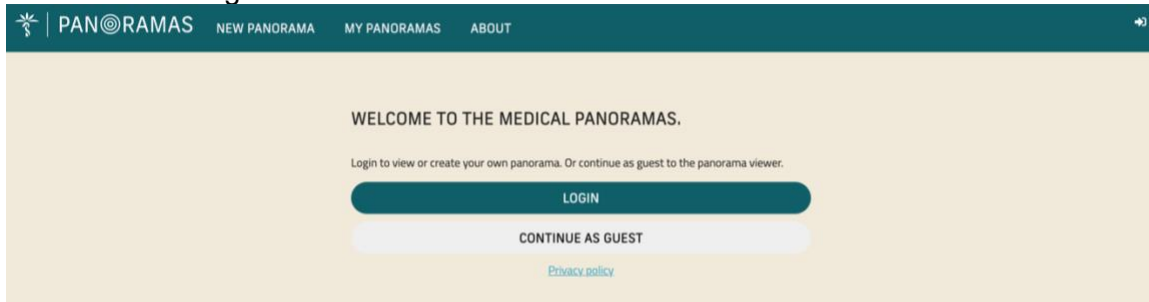 PANORAMAS NEW PANORAMA MY PANORAMAS ABOUT
WELCOME TO THE MEDICAL PANORAMAS.
Login to view or create your own panorama. Or continue as guest to the panorama viewer.
LOGIN
CONTINUE AS GUEST
Privacy policy